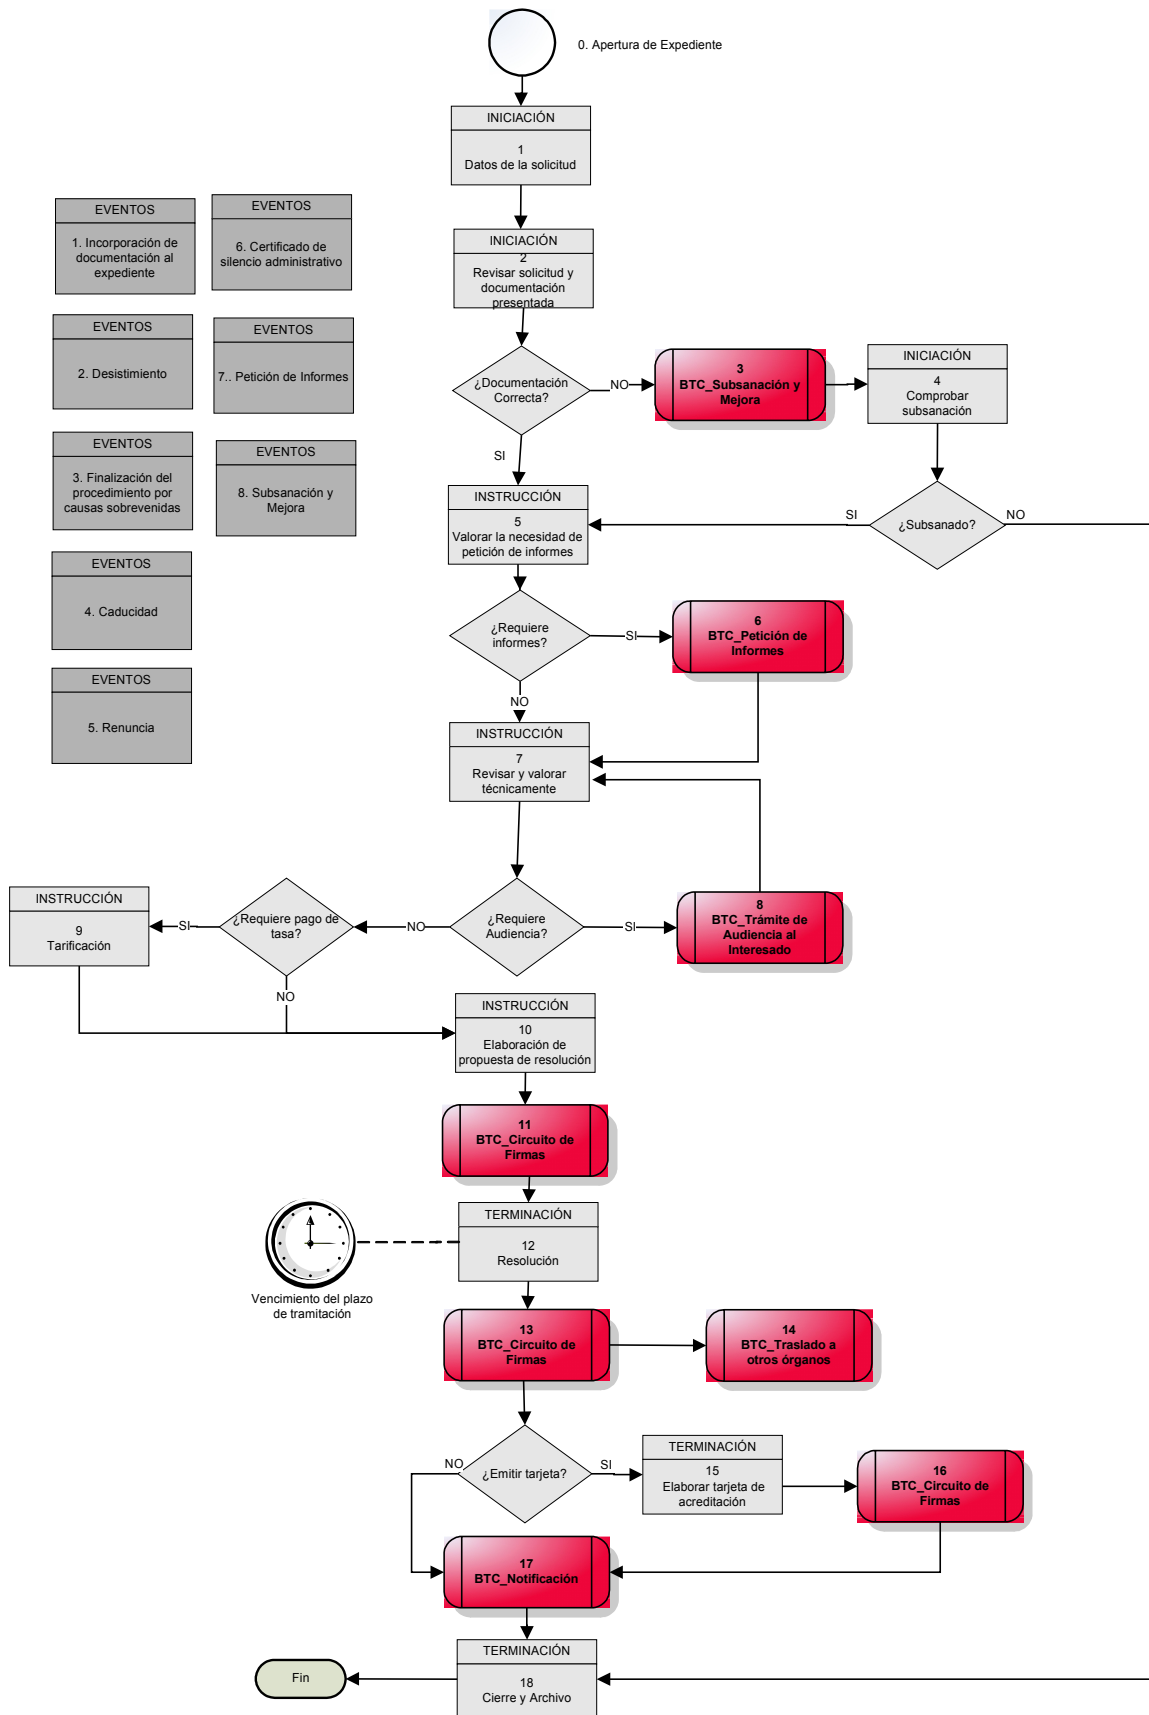 0. Apertura de Expediente
INICIACIÓN
1
Datos de la solicitud
EVENTOS
1. Incorporación de
documentación al
expediente
EVENTOS
6. Certificado de
silencio administrativo
INICIACIÓN
2
Revisar solicitud y
documentación
presentada
EVENTOS
2. Desistimiento
EVENTOS
7.. Petición de Informes
¿Documentación
Correcta?
NO
3
BTC_Subsanación y
Mejora
INICIACIÓN
4
Comprobar
subsanación
SI
EVENTOS
3. Finalización del
procedimiento por
causas sobrevenidas
EVENTOS
8. Subsanación y
Mejora
INSTRUCCIÓN
5
Valorar la necesidad de
petición de informes
SI
¿Subsanado?
NO
EVENTOS
4. Caducidad
¿Requiere
informes?
SI
6
BTC_Petición de
Informes
NO
EVENTOS
5. Renuncia
INSTRUCCIÓN
7
Revisar y valorar
técnicamente
INSTRUCCIÓN
9
Tarificación
SI
¿Requiere pago de
tasa?
NO
¿Requiere
Audiencia?
SI
8
BTC_Trámite de
Audiencia al
Interesado
NO
INSTRUCCIÓN
10
Elaboración de
propuesta de resolución
11
BTC_Circuito de
Firmas
TERMINACIÓN
12
Resolución
Vencimiento del plazo
de tramitación
13
BTC_Circuito de
Firmas
14
BTC_Traslado a
otros órganos
NO
¿Emitir tarjeta?
SI
TERMINACIÓN
15
Elaborar tarjeta de
acreditación
16
BTC_Circuito de
Firmas
17
BTC_Notificación
TERMINACIÓN
18
Cierre y Archivo
Fin